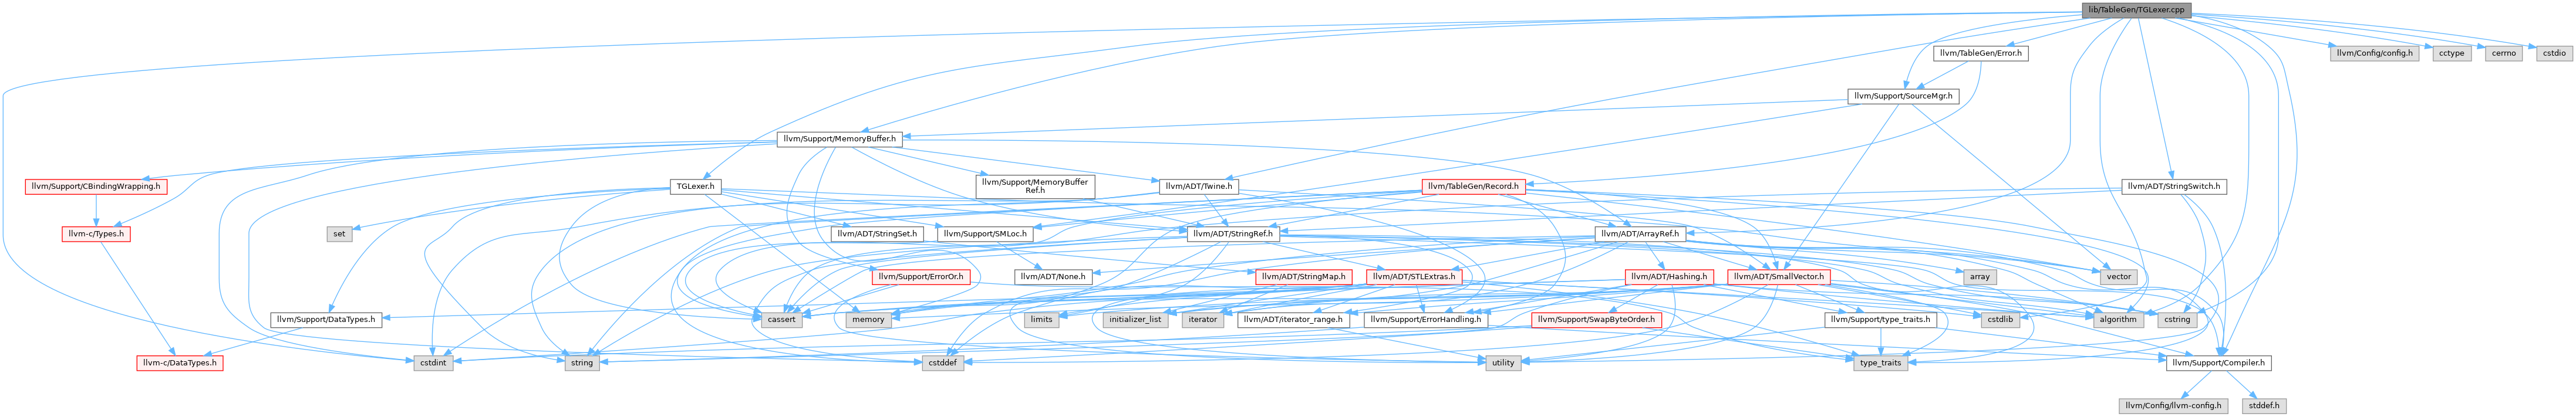 lib/TableGen/TGLexer.cpp
llvm/TableGen/Error.h
llvm/Config/config.h
cctype
cerrno
cstdio
llvm/Support/SourceMgr.h
llvm/Support/MemoryBuffer.h
llvm/Support/CBindingWrapping.h
TGLexer.h
llvm/Support/MemoryBuffer
Ref.h
llvm/ADT/Twine.h
llvm/TableGen/Record.h
llvm/ADT/StringSwitch.h
llvm-c/Types.h
set
llvm/ADT/StringSet.h
llvm/Support/SMLoc.h
llvm/ADT/StringRef.h
llvm/ADT/ArrayRef.h
llvm/Support/ErrorOr.h
llvm/ADT/None.h
llvm/ADT/StringMap.h
llvm/ADT/STLExtras.h
llvm/ADT/Hashing.h
llvm/ADT/SmallVector.h
array
vector
llvm/Support/DataTypes.h
cassert
memory
limits
initializer_list
iterator
llvm/ADT/iterator_range.h
llvm/Support/ErrorHandling.h
llvm/Support/SwapByteOrder.h
llvm/Support/type_traits.h
cstdlib
algorithm
cstring
llvm-c/DataTypes.h
cstdint
string
cstddef
utility
type_traits
llvm/Support/Compiler.h
llvm/Config/llvm-config.h
stddef.h